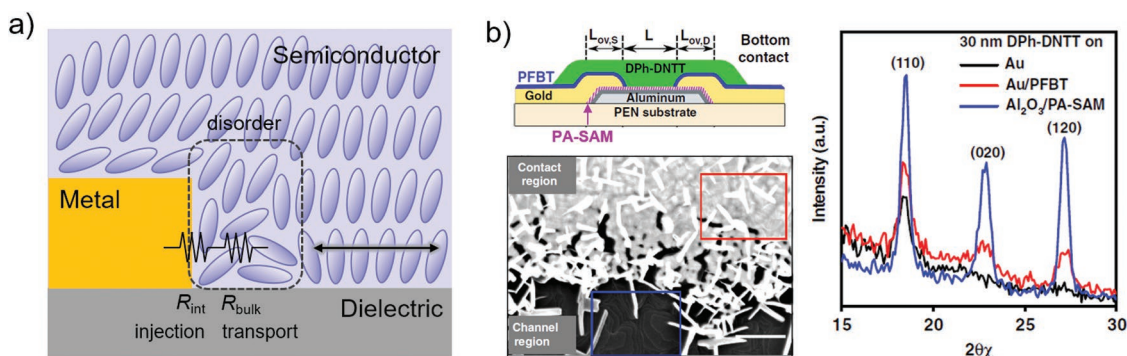 a)
Semiconductor
disorder
Metal
R_int R_bulk
injection transport
Dielectric
b)
L_ov,S L L_ov,D
Bottom
contact
DPh-DNTT
PFBT
Gold
Aluminum
PEN substrate
PA-SAM
Contact
region
Channel
region
30 nm DPh-DNTT on
Au
Au/PFBT
Al₂O₃/PA-SAM
(110)
(020)
(120)
Intensity (a.u.)
15 20 25 30
2θχ